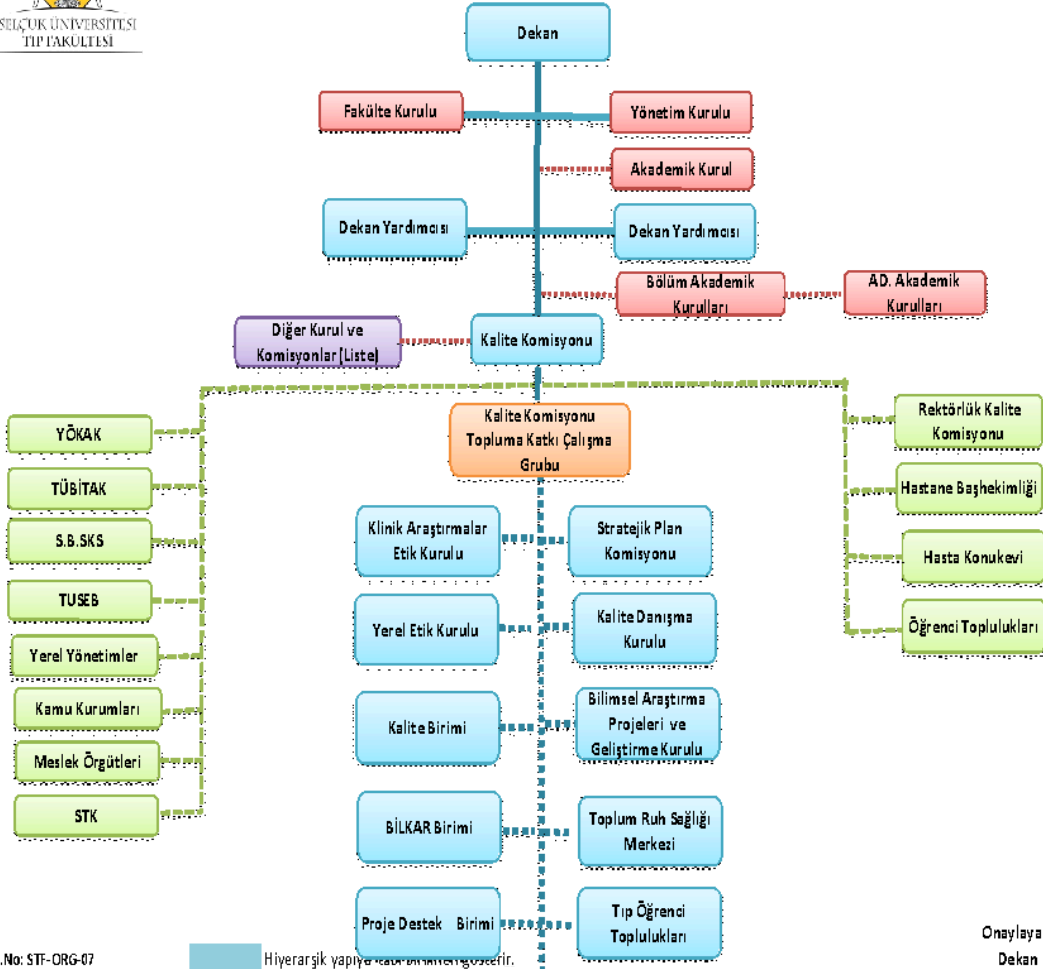 SELÇUK ÜNİVERSİTESİ
TIP FAKÜLTESİ
Dekan
Fakülte Kurulu
Yönetim Kurulu
Akademik Kurul
Dekan Yardımcısı
Dekan Yardımcısı
Bölüm Akademik
Kurulları
AD. Akademik
Kurulları
Diğer Kurul ve
Komisyonlar(Liste)
Kalite Komisyonu
Kalite Komisyonu
Topluma Katkı Çalışma
Grubu
YÖKAK
TÜBİTAK
S.B.SKS
TUSEB
Yerel Yönetimler
Kamu Kurumları
Meslek Örgütleri
STK
Rektörlük Kalite
Komisyonu
Hastane Başhekimliği
Hasta Konukevi
Öğrenci Toplulukları
Klinik Araştırmalar
Etik Kurulu
Stratejik Plan
Komisyonu
Yerel Etik Kurulu
Kalite Danışma
Kurulu
Kalite Birimi
Bilimsel Araştırma
Projeleri ve
Geliştirme Kurulu
BİLKAR Birimi
Toplum Ruh Sağlığı
Merkezi
Proje Destek Birimi
Tıp Öğrenci
Toplulukları
.No: STF-ORG-07
Hiyerarşik yapıya
Onaylaya
Dekan